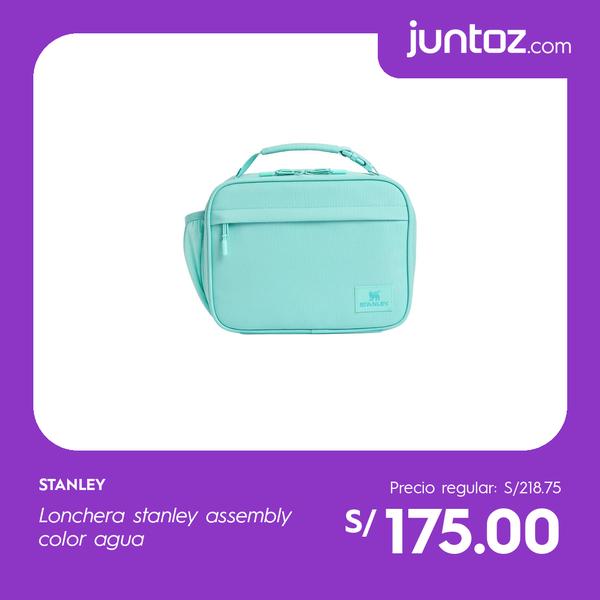 juntoz.com
STANLEY
STANLEY
Lonchera stanley assembly
color agua
Precio regular: S/218.75
S/ 175.00